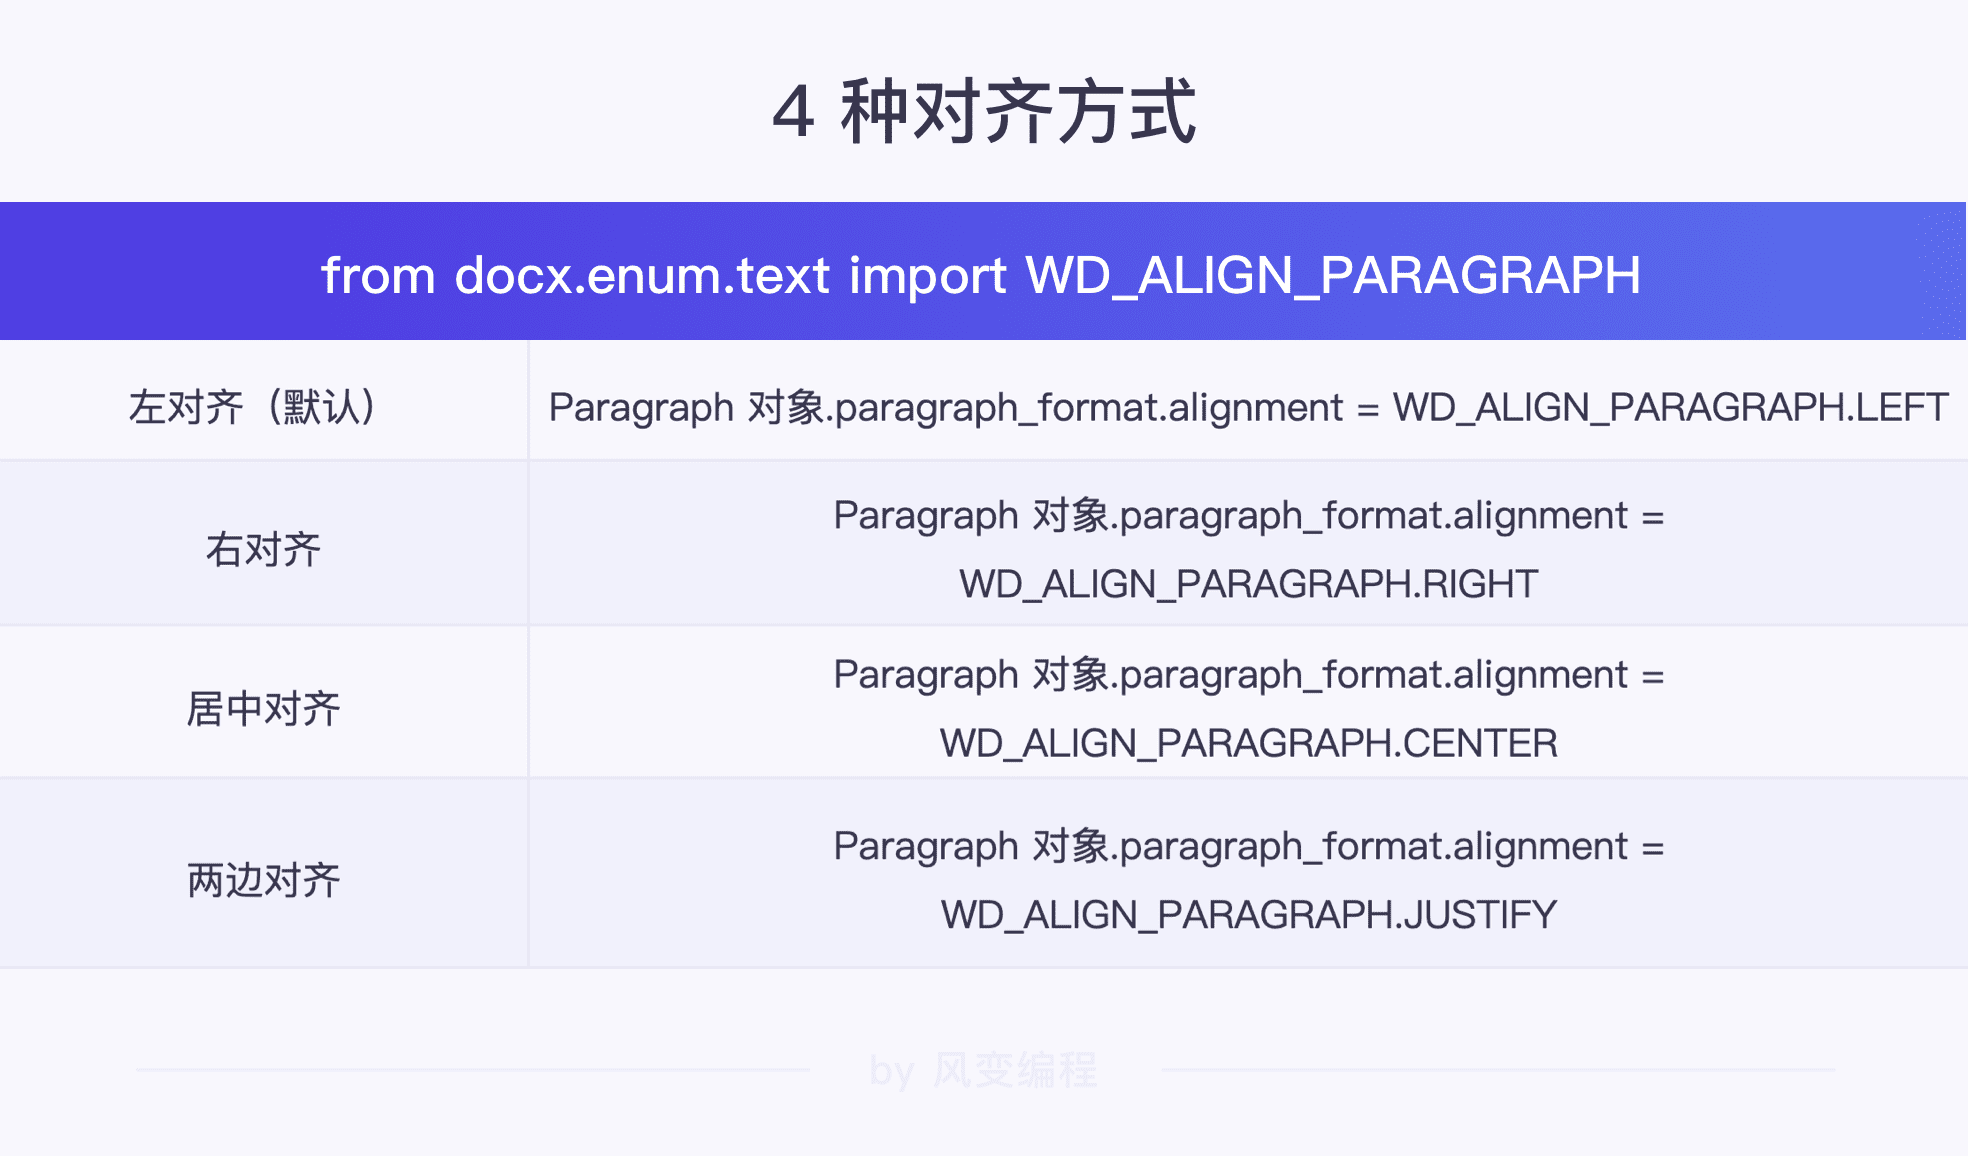 4 种对齐方式
from docx.enum.text import WD_ALIGN_PARAGRAPH
左对齐（默认）
Paragraph 对象.paragraph_format.alignment = WD_ALIGN_PARAGRAPH.LEFT
右对齐
Paragraph 对象.paragraph_format.alignment =
WD_ALIGN_PARAGRAPH.RIGHT
居中对齐
Paragraph 对象.paragraph_format.alignment =
WD_ALIGN_PARAGRAPH.CENTER
两边对齐
Paragraph 对象.paragraph_format.alignment =
WD_ALIGN_PARAGRAPH.JUSTIFY
by 风变编程